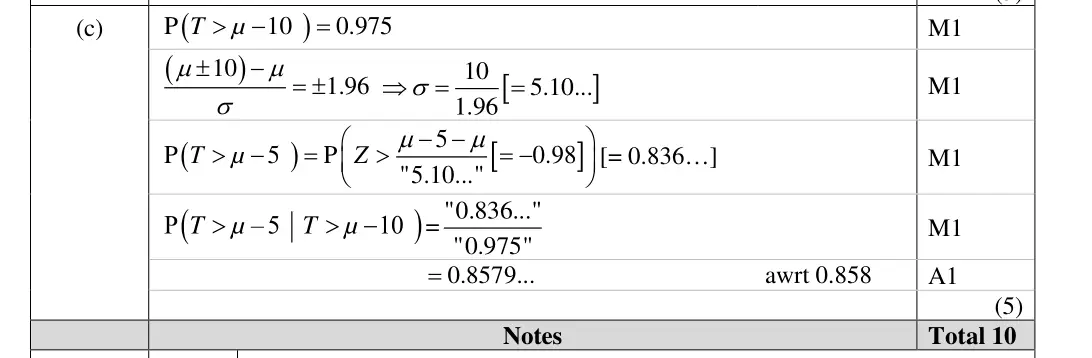 (c) P(T > μ − 10) = 0.975 M1
((μ ± 10) − μ)/σ = ±1.96 ⇒ σ = 10/1.96 [= 5.10...] M1
P(T > μ − 5) = P(Z > (μ − 5 − μ)/"5.10..." [= −0.98]) [= 0.836…] M1
P(T > μ − 5 | T > μ − 10) = "0.836..."/"0.975" M1
= 0.8579... awrt 0.858 A1
(5)
Notes Total 10